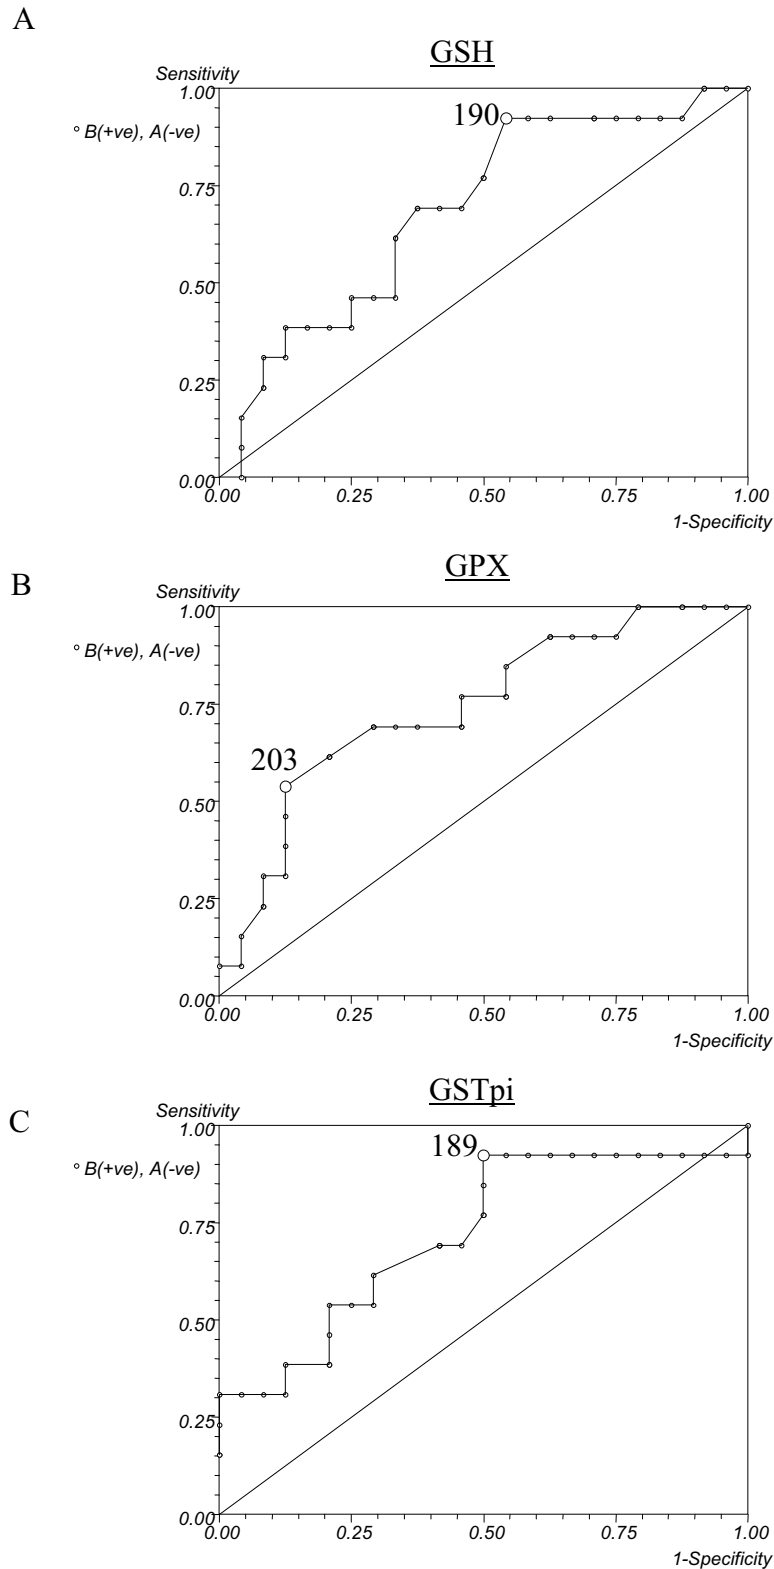 A
GSH
Sensitivity
1.00
° B(+ve), A(-ve)
190
0.75
0.50
0.25
0.00
0.00 0.25 0.50 0.75 1.00
1-Specificity
B
GPX
Sensitivity
1.00
° B(+ve), A(-ve)
0.75
203
0.50
0.25
0.00
0.00 0.25 0.50 0.75 1.00
1-Specificity
C
GSTpi
Sensitivity
1.00
° B(+ve), A(-ve)
189
0.75
0.50
0.25
0.00
0.00 0.25 0.50 0.75 1.00
1-Specificity